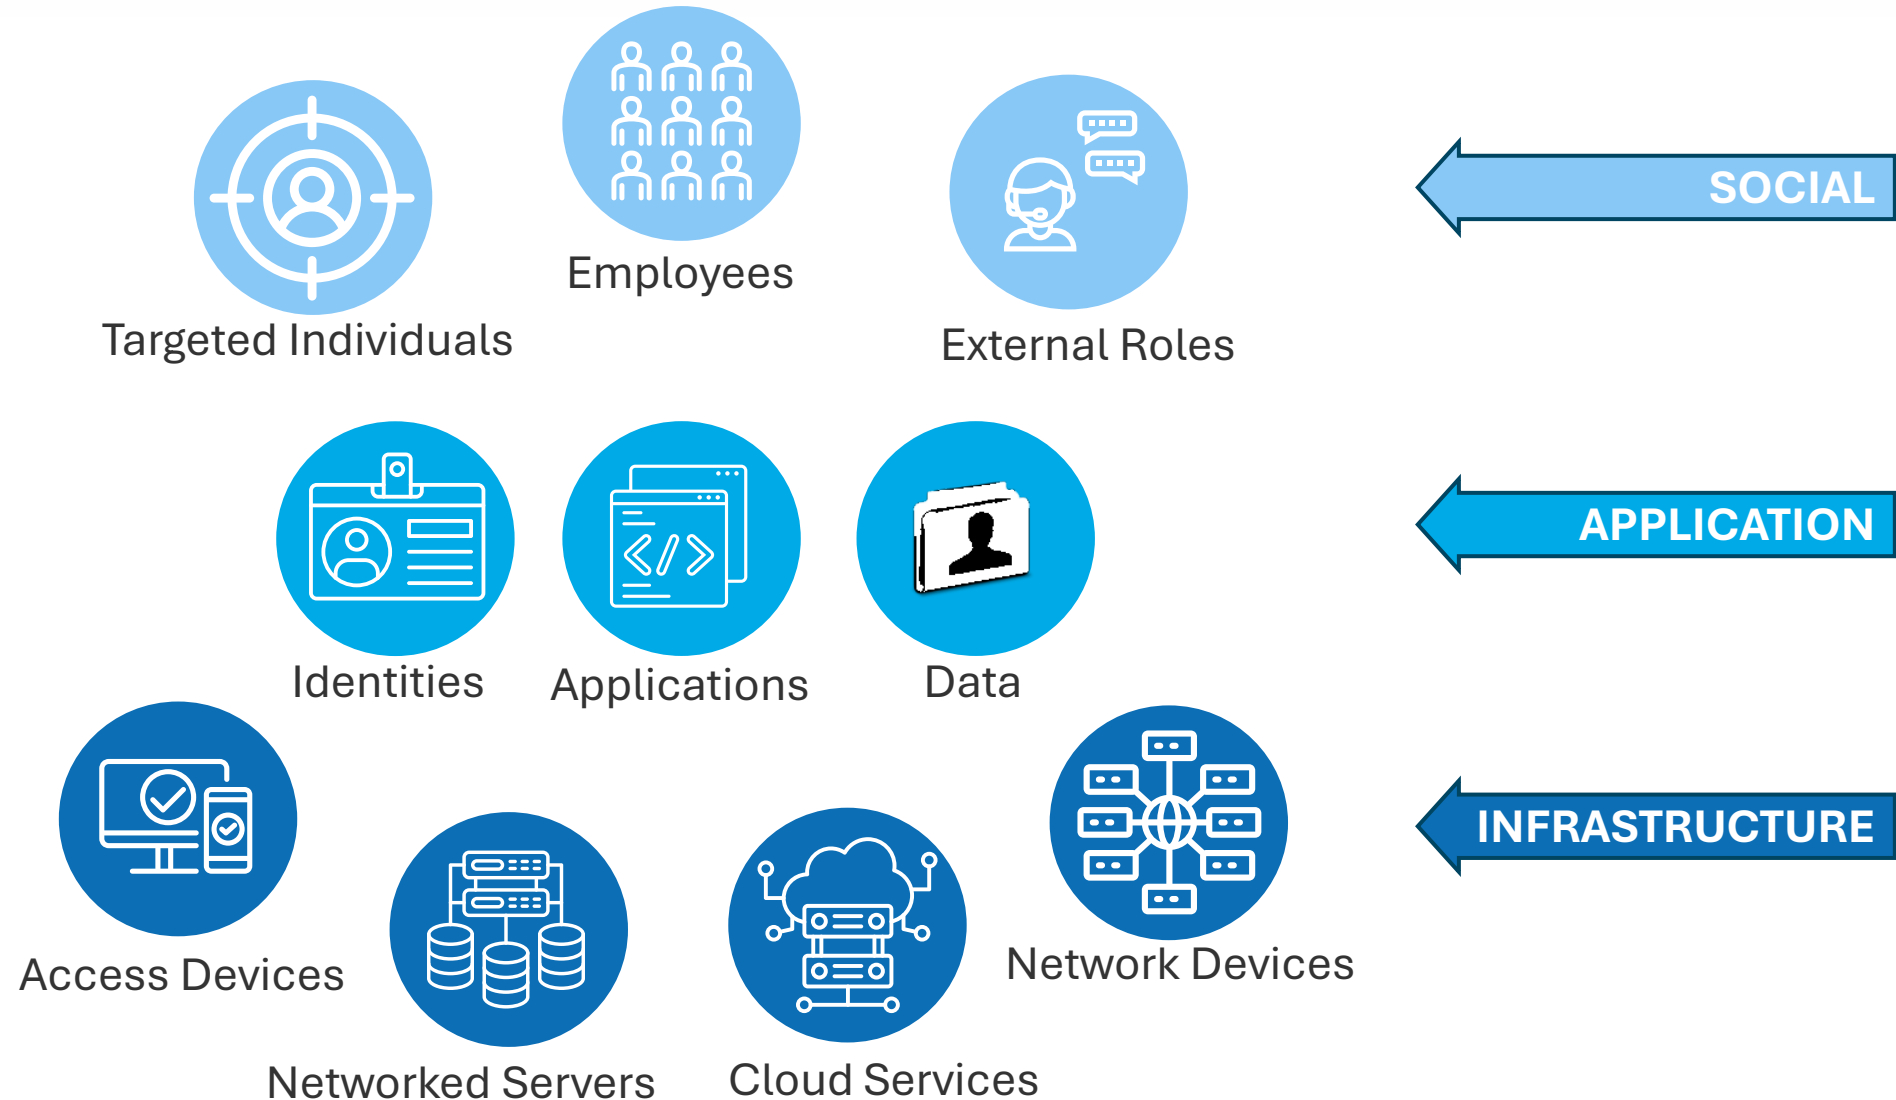 Employees
Targeted Individuals
External Roles
SOCIAL
Identities
Applications
Data
APPLICATION
Access Devices
Networked Servers
Cloud Services
Network Devices
INFRASTRUCTURE